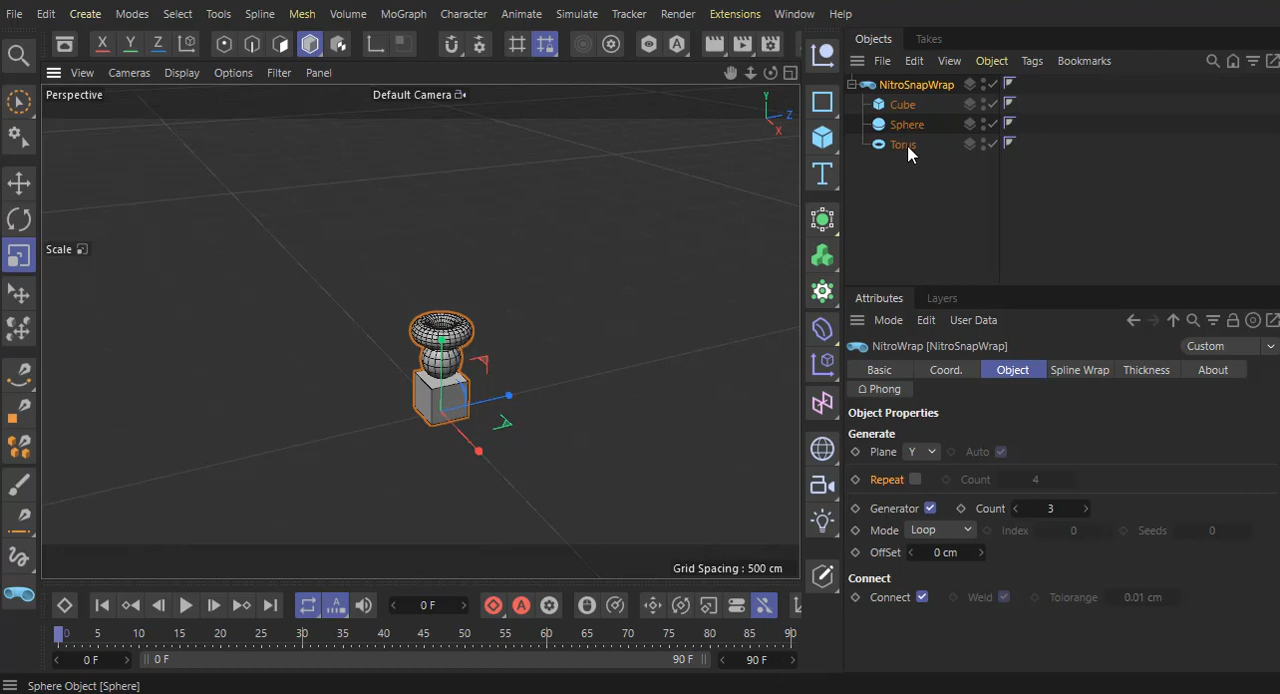 File Edit Create Modes Select Tools Spline Mesh Volume MoGraph Character Animate Simulate Tracker Render Extensions Window Help
X Y Z
Objects Takes
File Edit View Object Tags Bookmarks
View Cameras Display Options Filter Panel
Perspective
Default Camera
Y
Z
X
NitroSnapWrap
Cube
Sphere
Torus
Scale
Grid Spacing : 500 cm
Attributes Layers
Mode Edit User Data
NitroWrap [NitroSnapWrap]
Custom
Basic Coord. Object Spline Wrap Thickness About
Phong
Object Properties
Generate
Plane Y Auto
Repeat Count 4
Generator Count 3
Mode Loop Index 0 Seeds 0
OffSet 0 cm
Connect
Connect Weld Tolorange 0.01 cm
0 F
0 5 10 15 20 25 30 35 40 45 50 55 60 65 70 75 80 85 90
0 F 0 F 90 F 90 F
Sphere Object [Sphere]